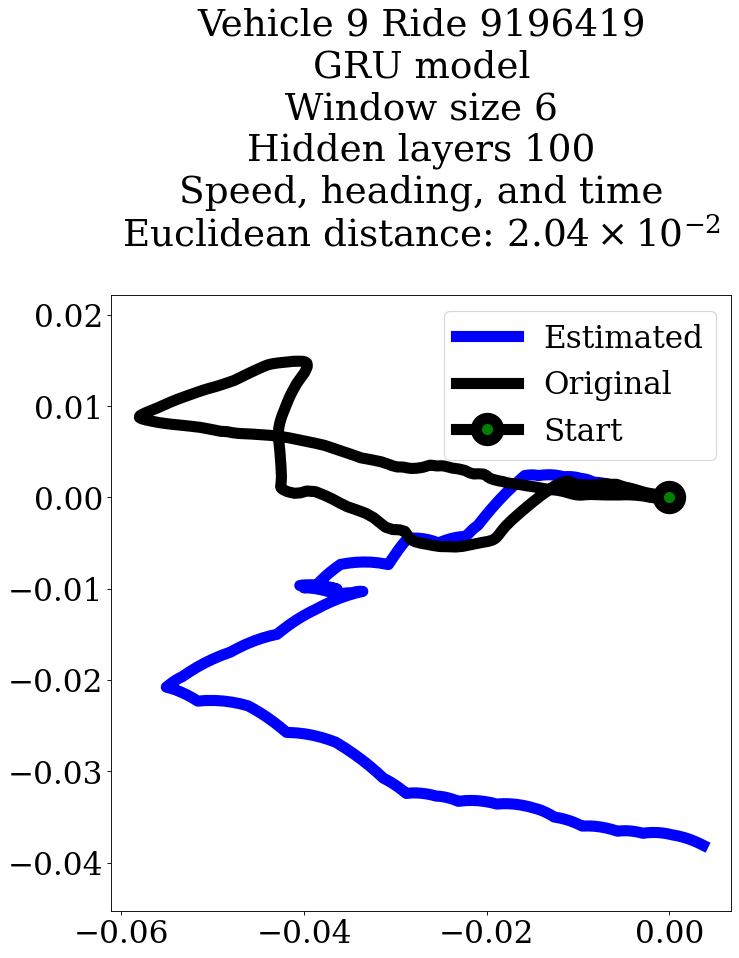 Vehicle 9 Ride 9196419
GRU model
Window size 6
Hidden layers 100
Speed, heading, and time
Euclidean distance: 2.04 × 10⁻²
Estimated
Original
Start
0.02
0.01
0.00
−0.01
−0.02
−0.03
−0.04
−0.06 −0.04 −0.02 0.00